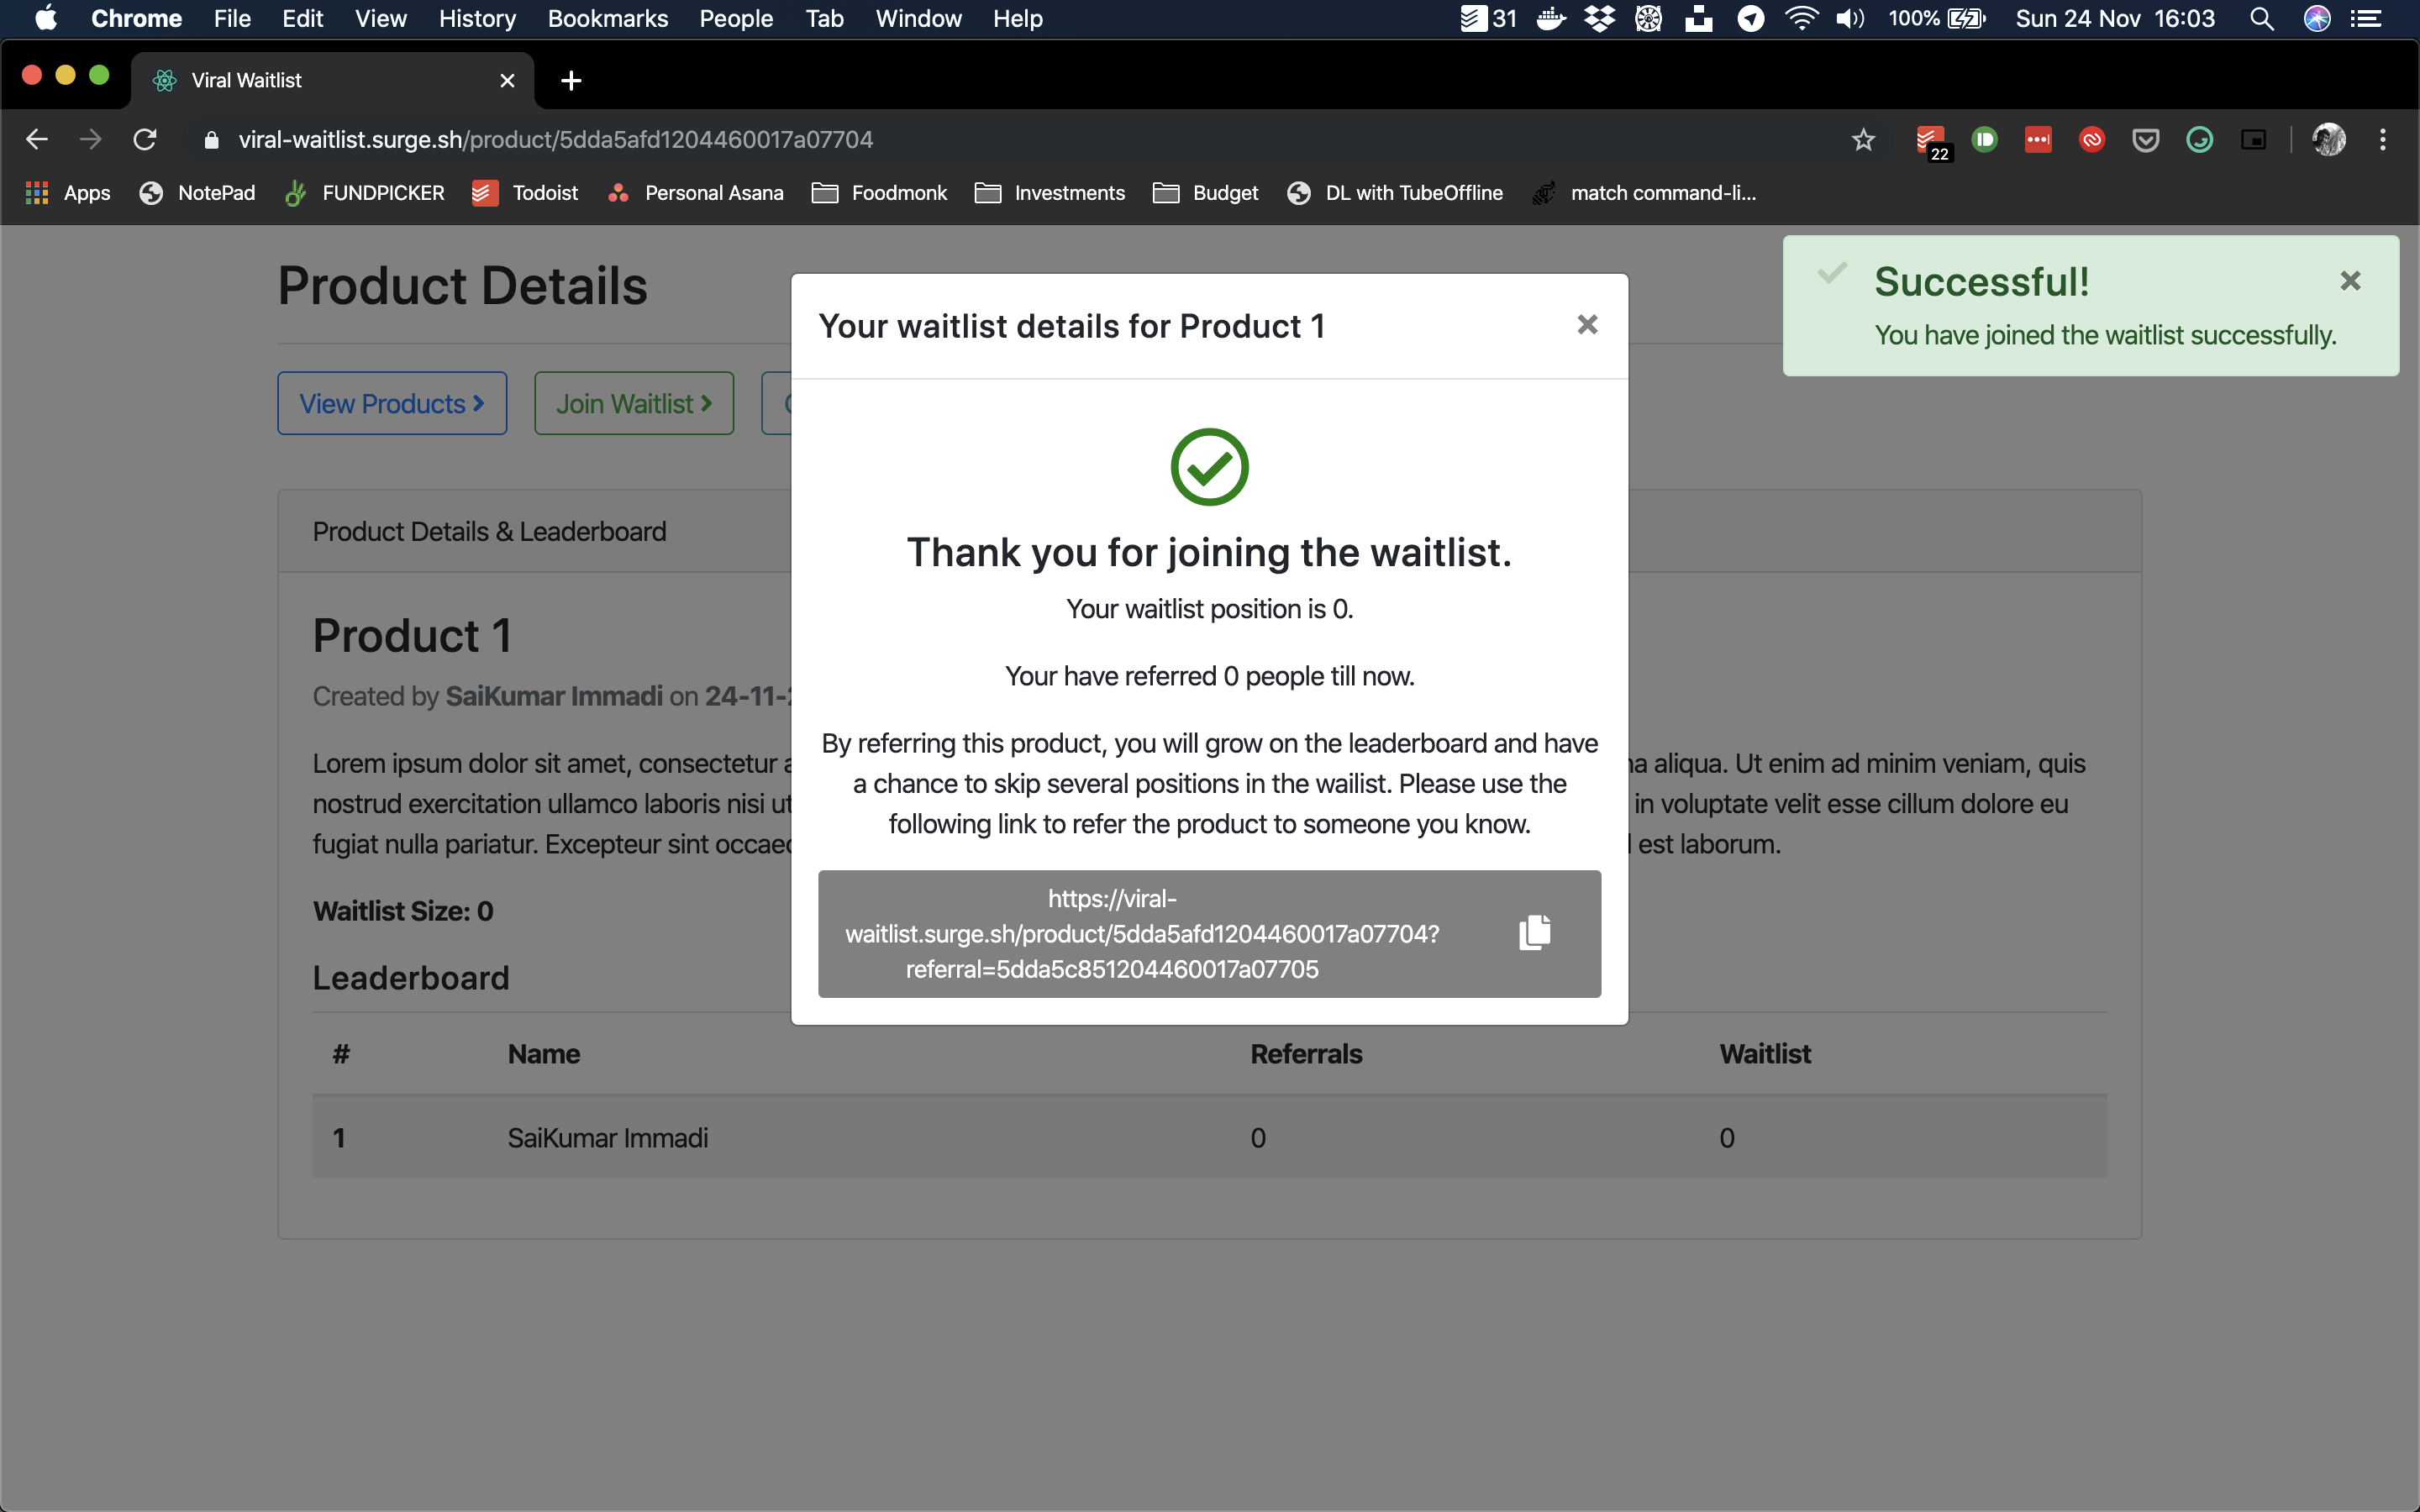 Chrome File Edit View History Bookmarks People Tab Window Help 31 100% Sun 24 Nov 16:03
Viral Waitlist
viral-waitlist.surge.sh/product/5dda5afd1204460017a07704 22
Apps NotePad FUNDPICKER Todoist Personal Asana Foodmonk Investments Budget DL with TubeOffline match command-li...
Product Details
Successful!
You have joined the waitlist successfully.
Your waitlist details for Product 1
View Products Join Waitlist
Thank you for joining the waitlist.
Your waitlist position is 0.
Your have referred 0 people till now.
By referring this product, you will grow on the leaderboard and have
a chance to skip several positions in the wailist. Please use the
following link to refer the product to someone you know.
https://viral-
waitlist.surge.sh/product/5dda5afd1204460017a07704?
referral=5dda5c851204460017a07705
Product Details & Leaderboard
Product 1
Created by SaiKumar Immadi on 24-11-
Lorem ipsum dolor sit amet, consectetur aliqua. Ut enim ad minim veniam, quis
nostrud exercitation ullamco laboris nisi in voluptate velit esse cillum dolore eu
fugiat nulla pariatur. Excepteur sint est laborum.
Waitlist Size: 0
Leaderboard
# Name Referrals Waitlist
1 SaiKumar Immadi 0 0